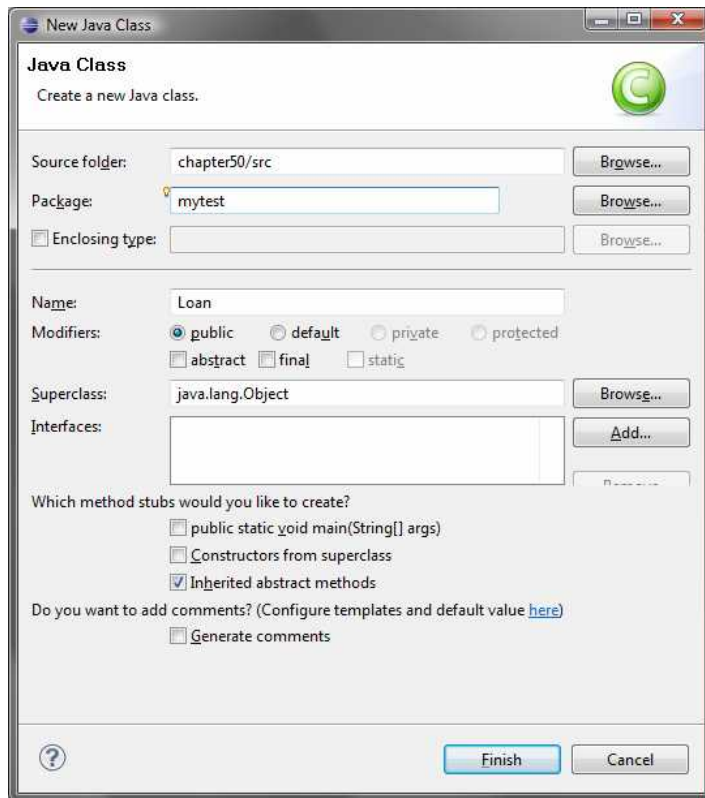 New Java Class
Java Class
Create a new Java class.
Source folder: chapter50/src Browse...
Package: mytest Browse...
Enclosing type: Browse...
Name: Loan
Modifiers: public default private protected
abstract final static
Superclass: java.lang.Object Browse...
Interfaces: Add...
Which method stubs would you like to create?
public static void main(String[] args)
Constructors from superclass
Inherited abstract methods
Do you want to add comments? (Configure templates and default value here)
Generate comments
Finish Cancel